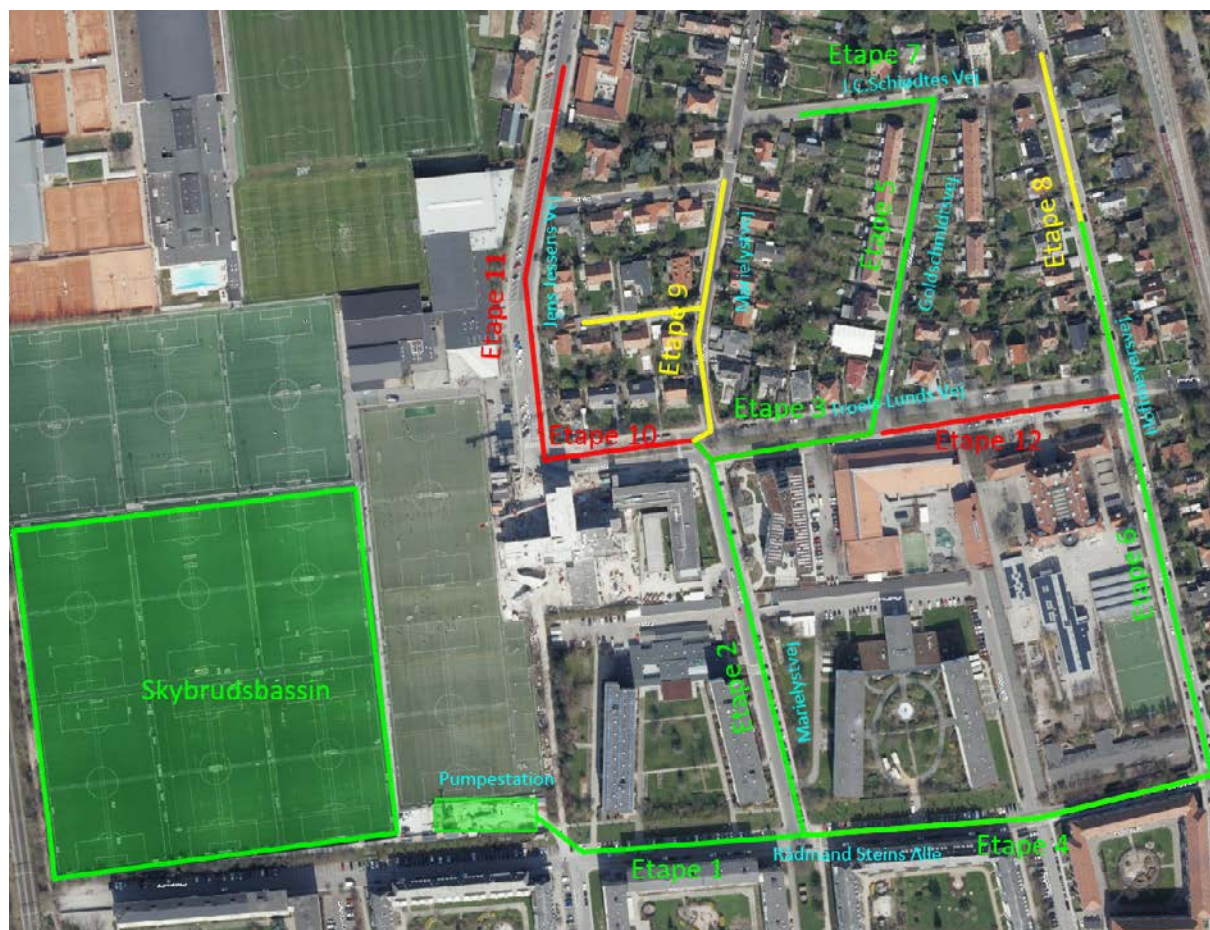 Etape 7
J.C.Schiødtes Vej
Etape 8
Etape 5
Goldschmidtsvej
Marielystvej
Jens Jessens Vej
Etape 11
Etape 9
Hoffmeyersvej
Etape 3
Troels-Lunds Vej
Etape 10
Etape 12
Etape 6
Etape 2
Marielystvej
Skybrudsbassin
Pumpestation
Rådmand Steins Alle
Etape 4
Etape 1